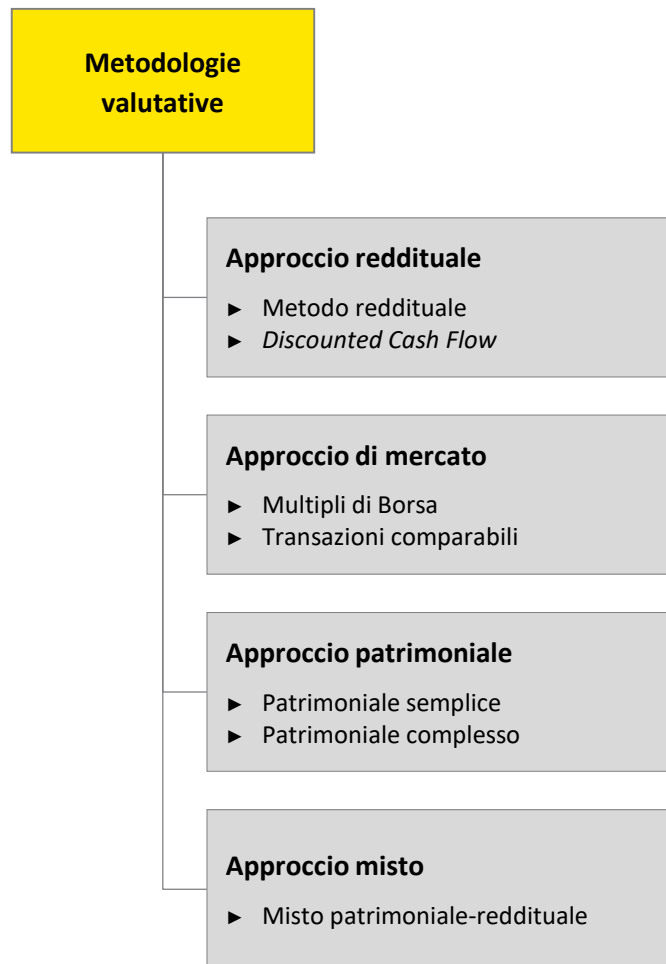 Metodologie
valutative
Approccio reddituale
► Metodo reddituale
► Discounted Cash Flow
Approccio di mercato
► Multipli di Borsa
► Transazioni comparabili
Approccio patrimoniale
► Patrimoniale semplice
► Patrimoniale complesso
Approccio misto
► Misto patrimoniale-reddituale